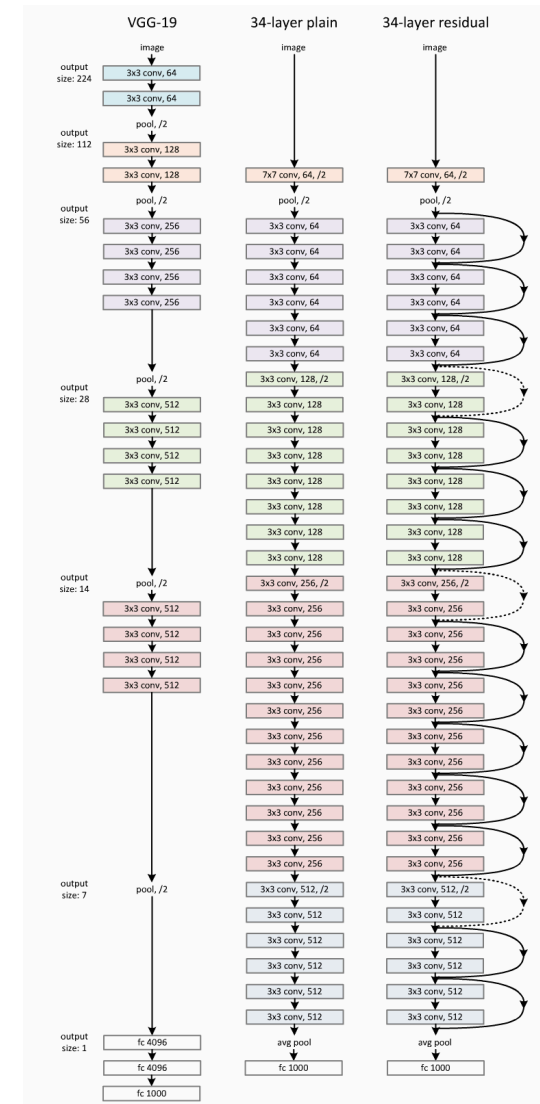 VGG-19
image
output
size: 224
3x3 conv, 64
3x3 conv, 64
pool, /2
output
size: 112
3x3 conv, 128
3x3 conv, 128
pool, /2
output
size: 56
3x3 conv, 256
3x3 conv, 256
3x3 conv, 256
3x3 conv, 256
pool, /2
output
size: 28
3x3 conv, 512
3x3 conv, 512
3x3 conv, 512
3x3 conv, 512
pool, /2
output
size: 14
3x3 conv, 512
3x3 conv, 512
3x3 conv, 512
3x3 conv, 512
output
size: 7
pool, /2
output
size: 1
fc 4096
fc 4096
fc 1000
34-layer plain
image
7x7 conv, 64, /2
pool, /2
3x3 conv, 64
3x3 conv, 64
3x3 conv, 64
3x3 conv, 64
3x3 conv, 64
3x3 conv, 64
3x3 conv, 128, /2
3x3 conv, 128
3x3 conv, 128
3x3 conv, 128
3x3 conv, 128
3x3 conv, 128
3x3 conv, 128
3x3 conv, 128
3x3 conv, 256, /2
3x3 conv, 256
3x3 conv, 256
3x3 conv, 256
3x3 conv, 256
3x3 conv, 256
3x3 conv, 256
3x3 conv, 256
3x3 conv, 256
3x3 conv, 256
3x3 conv, 256
3x3 conv, 256
3x3 conv, 512, /2
3x3 conv, 512
3x3 conv, 512
3x3 conv, 512
3x3 conv, 512
3x3 conv, 512
avg pool
fc 1000
34-layer residual
image
7x7 conv, 64, /2
pool, /2
3x3 conv, 64
3x3 conv, 64
3x3 conv, 64
3x3 conv, 64
3x3 conv, 64
3x3 conv, 64
3x3 conv, 128, /2
3x3 conv, 128
3x3 conv, 128
3x3 conv, 128
3x3 conv, 128
3x3 conv, 128
3x3 conv, 128
3x3 conv, 128
3x3 conv, 256, /2
3x3 conv, 256
3x3 conv, 256
3x3 conv, 256
3x3 conv, 256
3x3 conv, 256
3x3 conv, 256
3x3 conv, 256
3x3 conv, 256
3x3 conv, 256
3x3 conv, 256
3x3 conv, 256
3x3 conv, 512, /2
3x3 conv, 512
3x3 conv, 512
3x3 conv, 512
3x3 conv, 512
3x3 conv, 512
avg pool
fc 1000